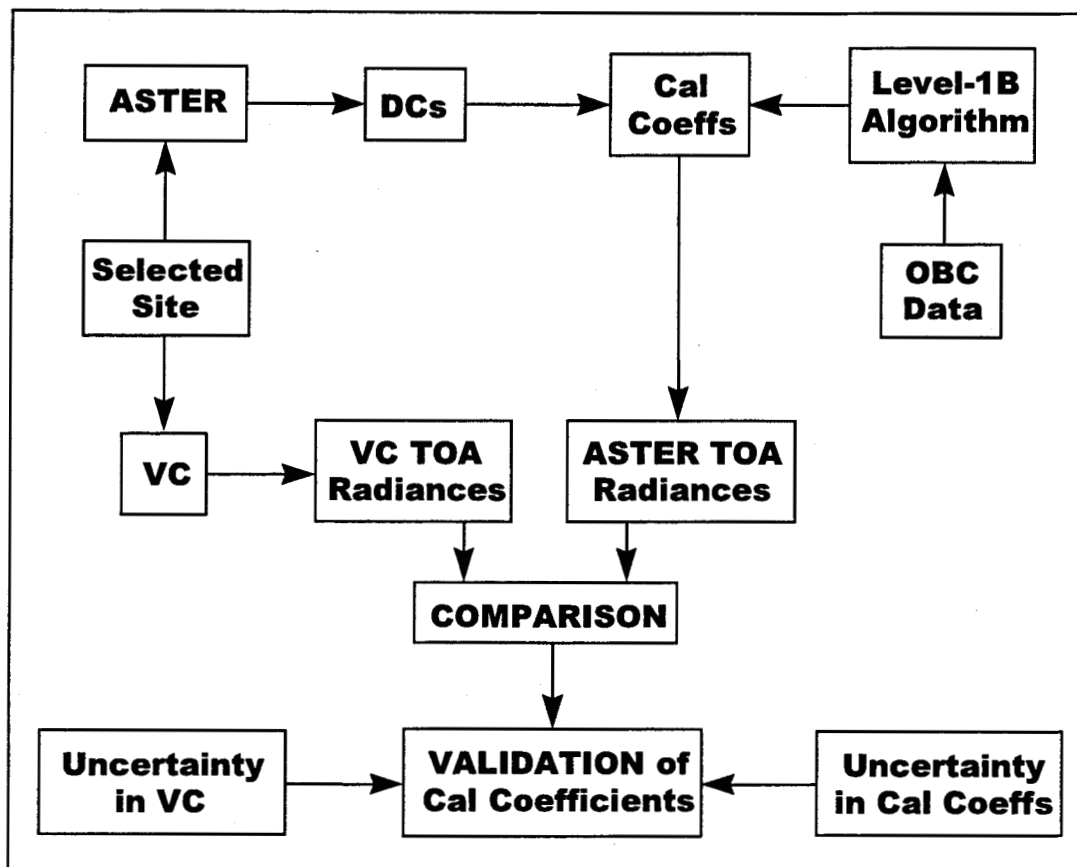 ASTER
DCs
Cal
Coeffs
Level-1B
Algorithm
Selected
Site
OBC
Data
VC
VC TOA
Radiances
ASTER TOA
Radiances
COMPARISON
Uncertainty
in VC
VALIDATION of
Cal Coefficients
Uncertainty
in Cal Coeffs